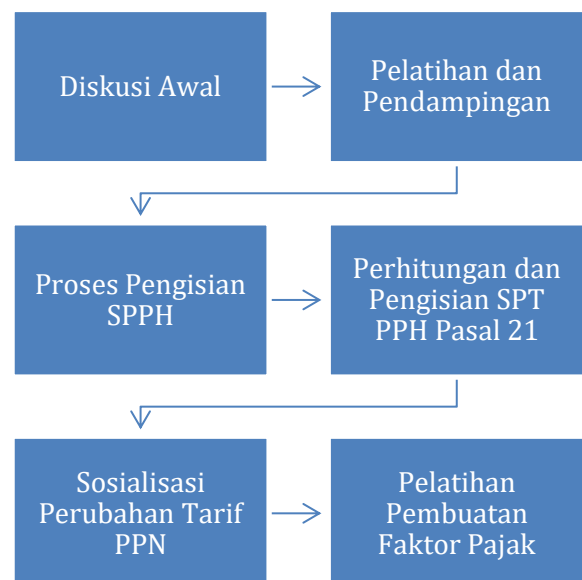 Diskusi Awal
Pelatihan dan
Pendampingan
Proses Pengisian
SPPH
Perhitungan dan
Pengisian SPT
PPH Pasal 21
Sosialisasi
Perubahan Tarif
PPN
Pelatihan
Pembuatan
Faktor Pajak